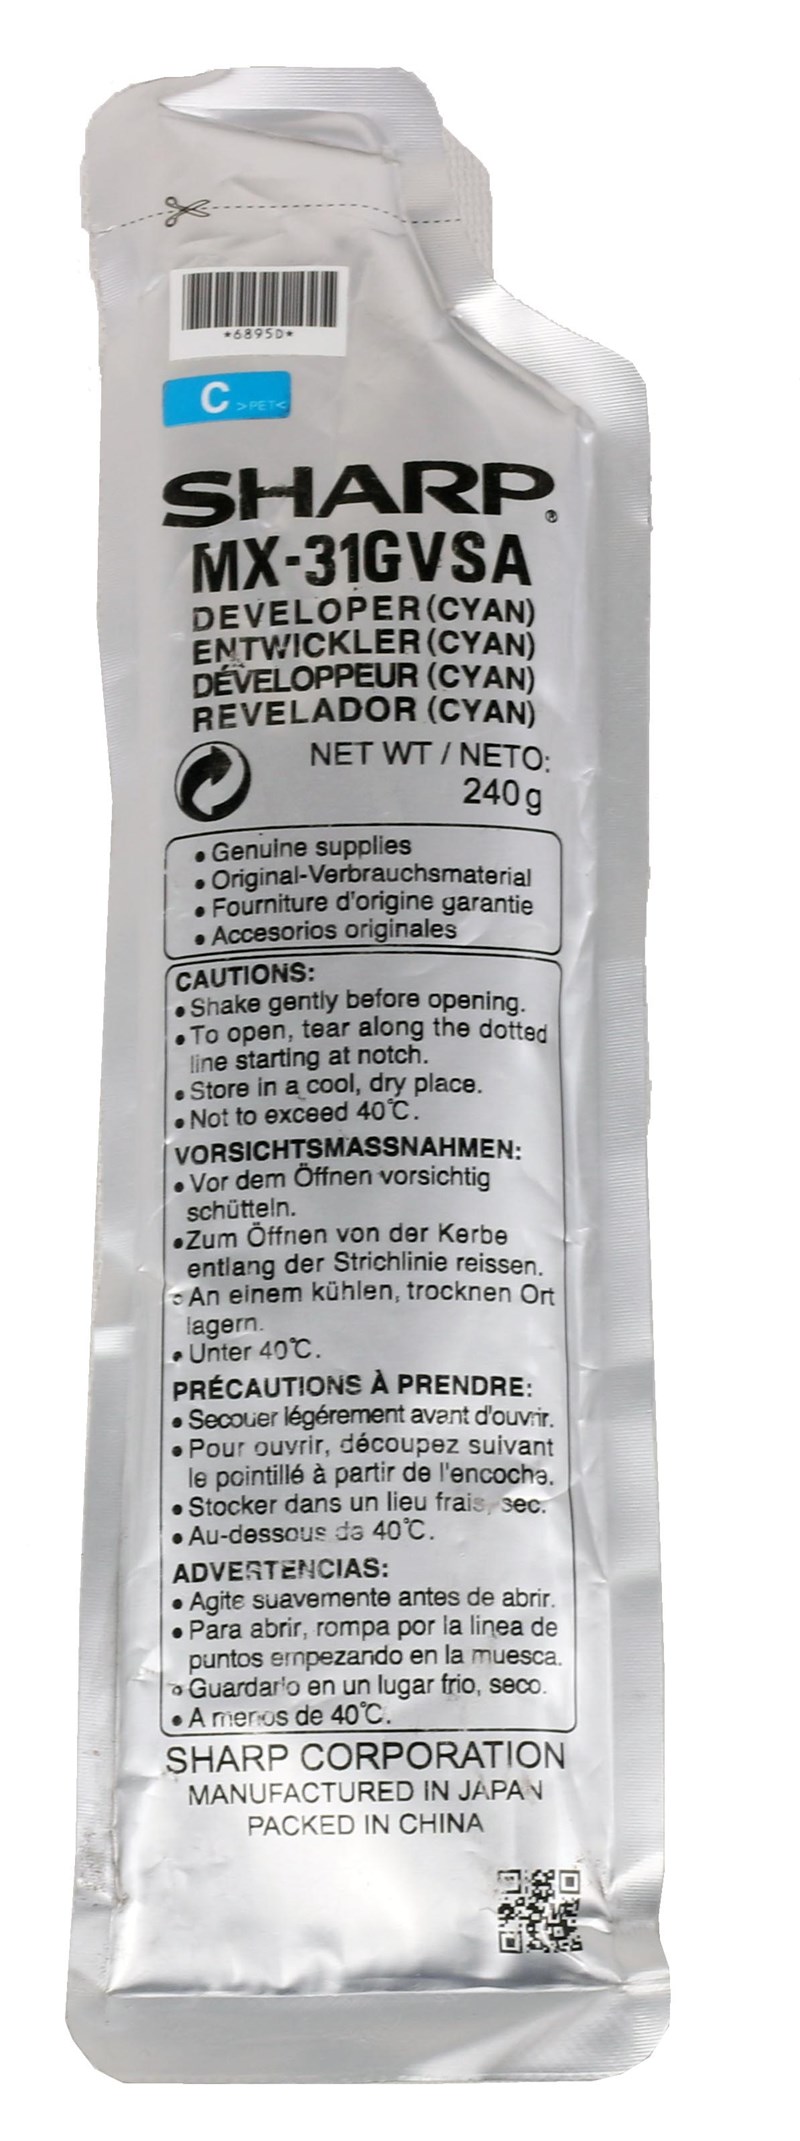 *6895D*
C >PET<
SHARP®
MX-31GVSA
DEVELOPER (CYAN)
ENTWICKLER (CYAN)
DÉVELOPPEUR (CYAN)
REVELADOR (CYAN)
NET WT / NETO:
240g
• Genuine supplies
• Original-Verbrauchsmaterial
• Fourniture d'origine garantie
• Accesorios originales
CAUTIONS:
• Shake gently before opening.
• To open, tear along the dotted
line starting at notch.
• Store in a cool, dry place.
• Not to exceed 40℃.
VORSICHTSMASSNAHMEN:
• Vor dem Öffnen vorsichtig
schütteln.
• Zum Öffnen von der Kerbe
entlang der Strichlinie reissen.
• An einem kühlen, trocknen Ort
lagern.
• Unter 40℃.
PRÉCAUTIONS À PRENDRE:
• Secouer légérement avant d'ouvrir.
• Pour ouvrir, découpez suivant
le pointillé à partir de l'encoche.
• Stocker dans un lieu frais, sec.
• Au-dessous de 40℃.
ADVERTENCIAS:
• Agite suavemente antes de abrir.
• Para abrir, rompa por la linea de
puntos empezando en la muesca.
• Guardarlo en un lugar frio, seco.
• A menos de 40℃.
SHARP CORPORATION
MANUFACTURED IN JAPAN
PACKED IN CHINA